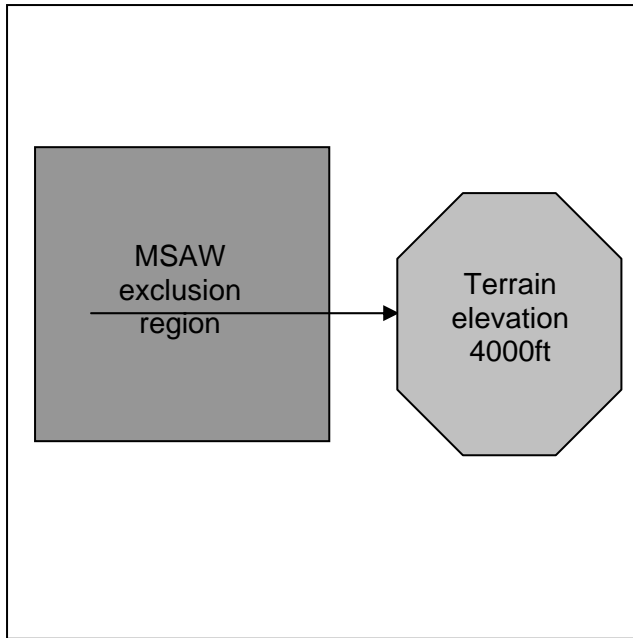 MSAW
exclusion
region
Terrain
elevation
4000ft